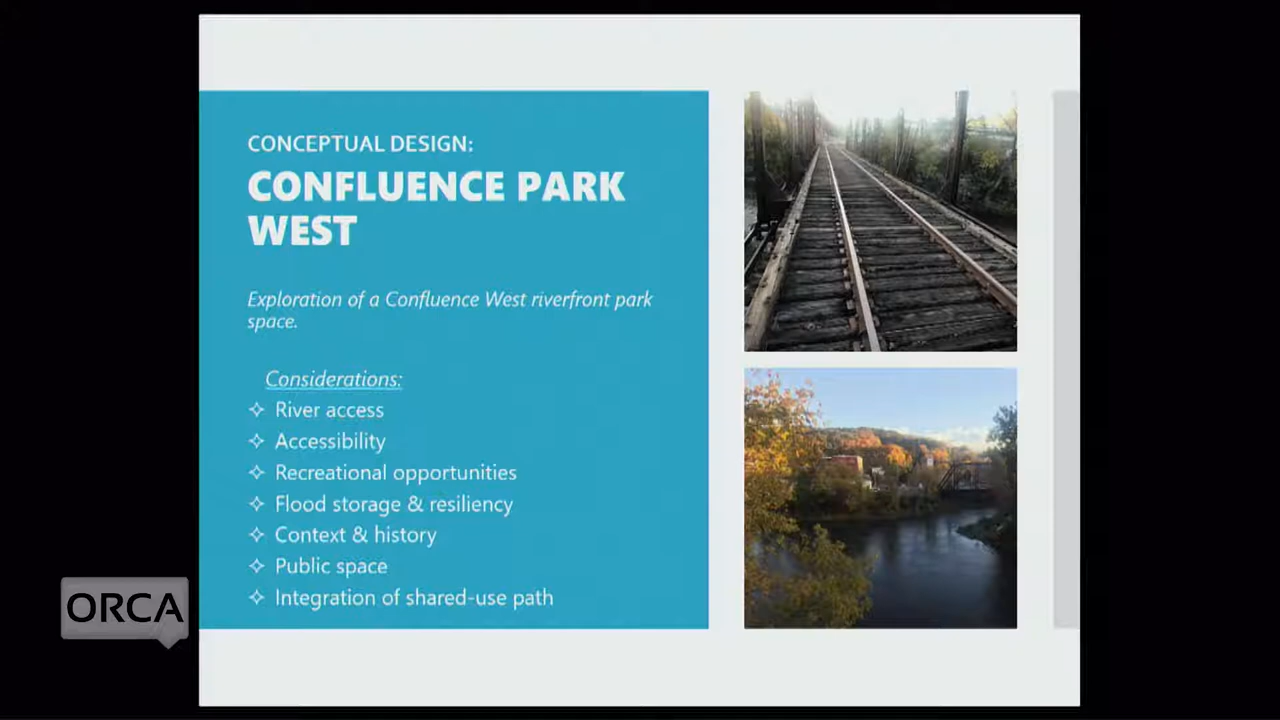 CONCEPTUAL DESIGN:
CONFLUENCE PARK
WEST
Exploration of a Confluence West riverfront park
space.
Considerations:
River access
Accessibility
Recreational opportunities
Flood storage & resiliency
Context & history
Public space
Integration of shared-use path
ORCA